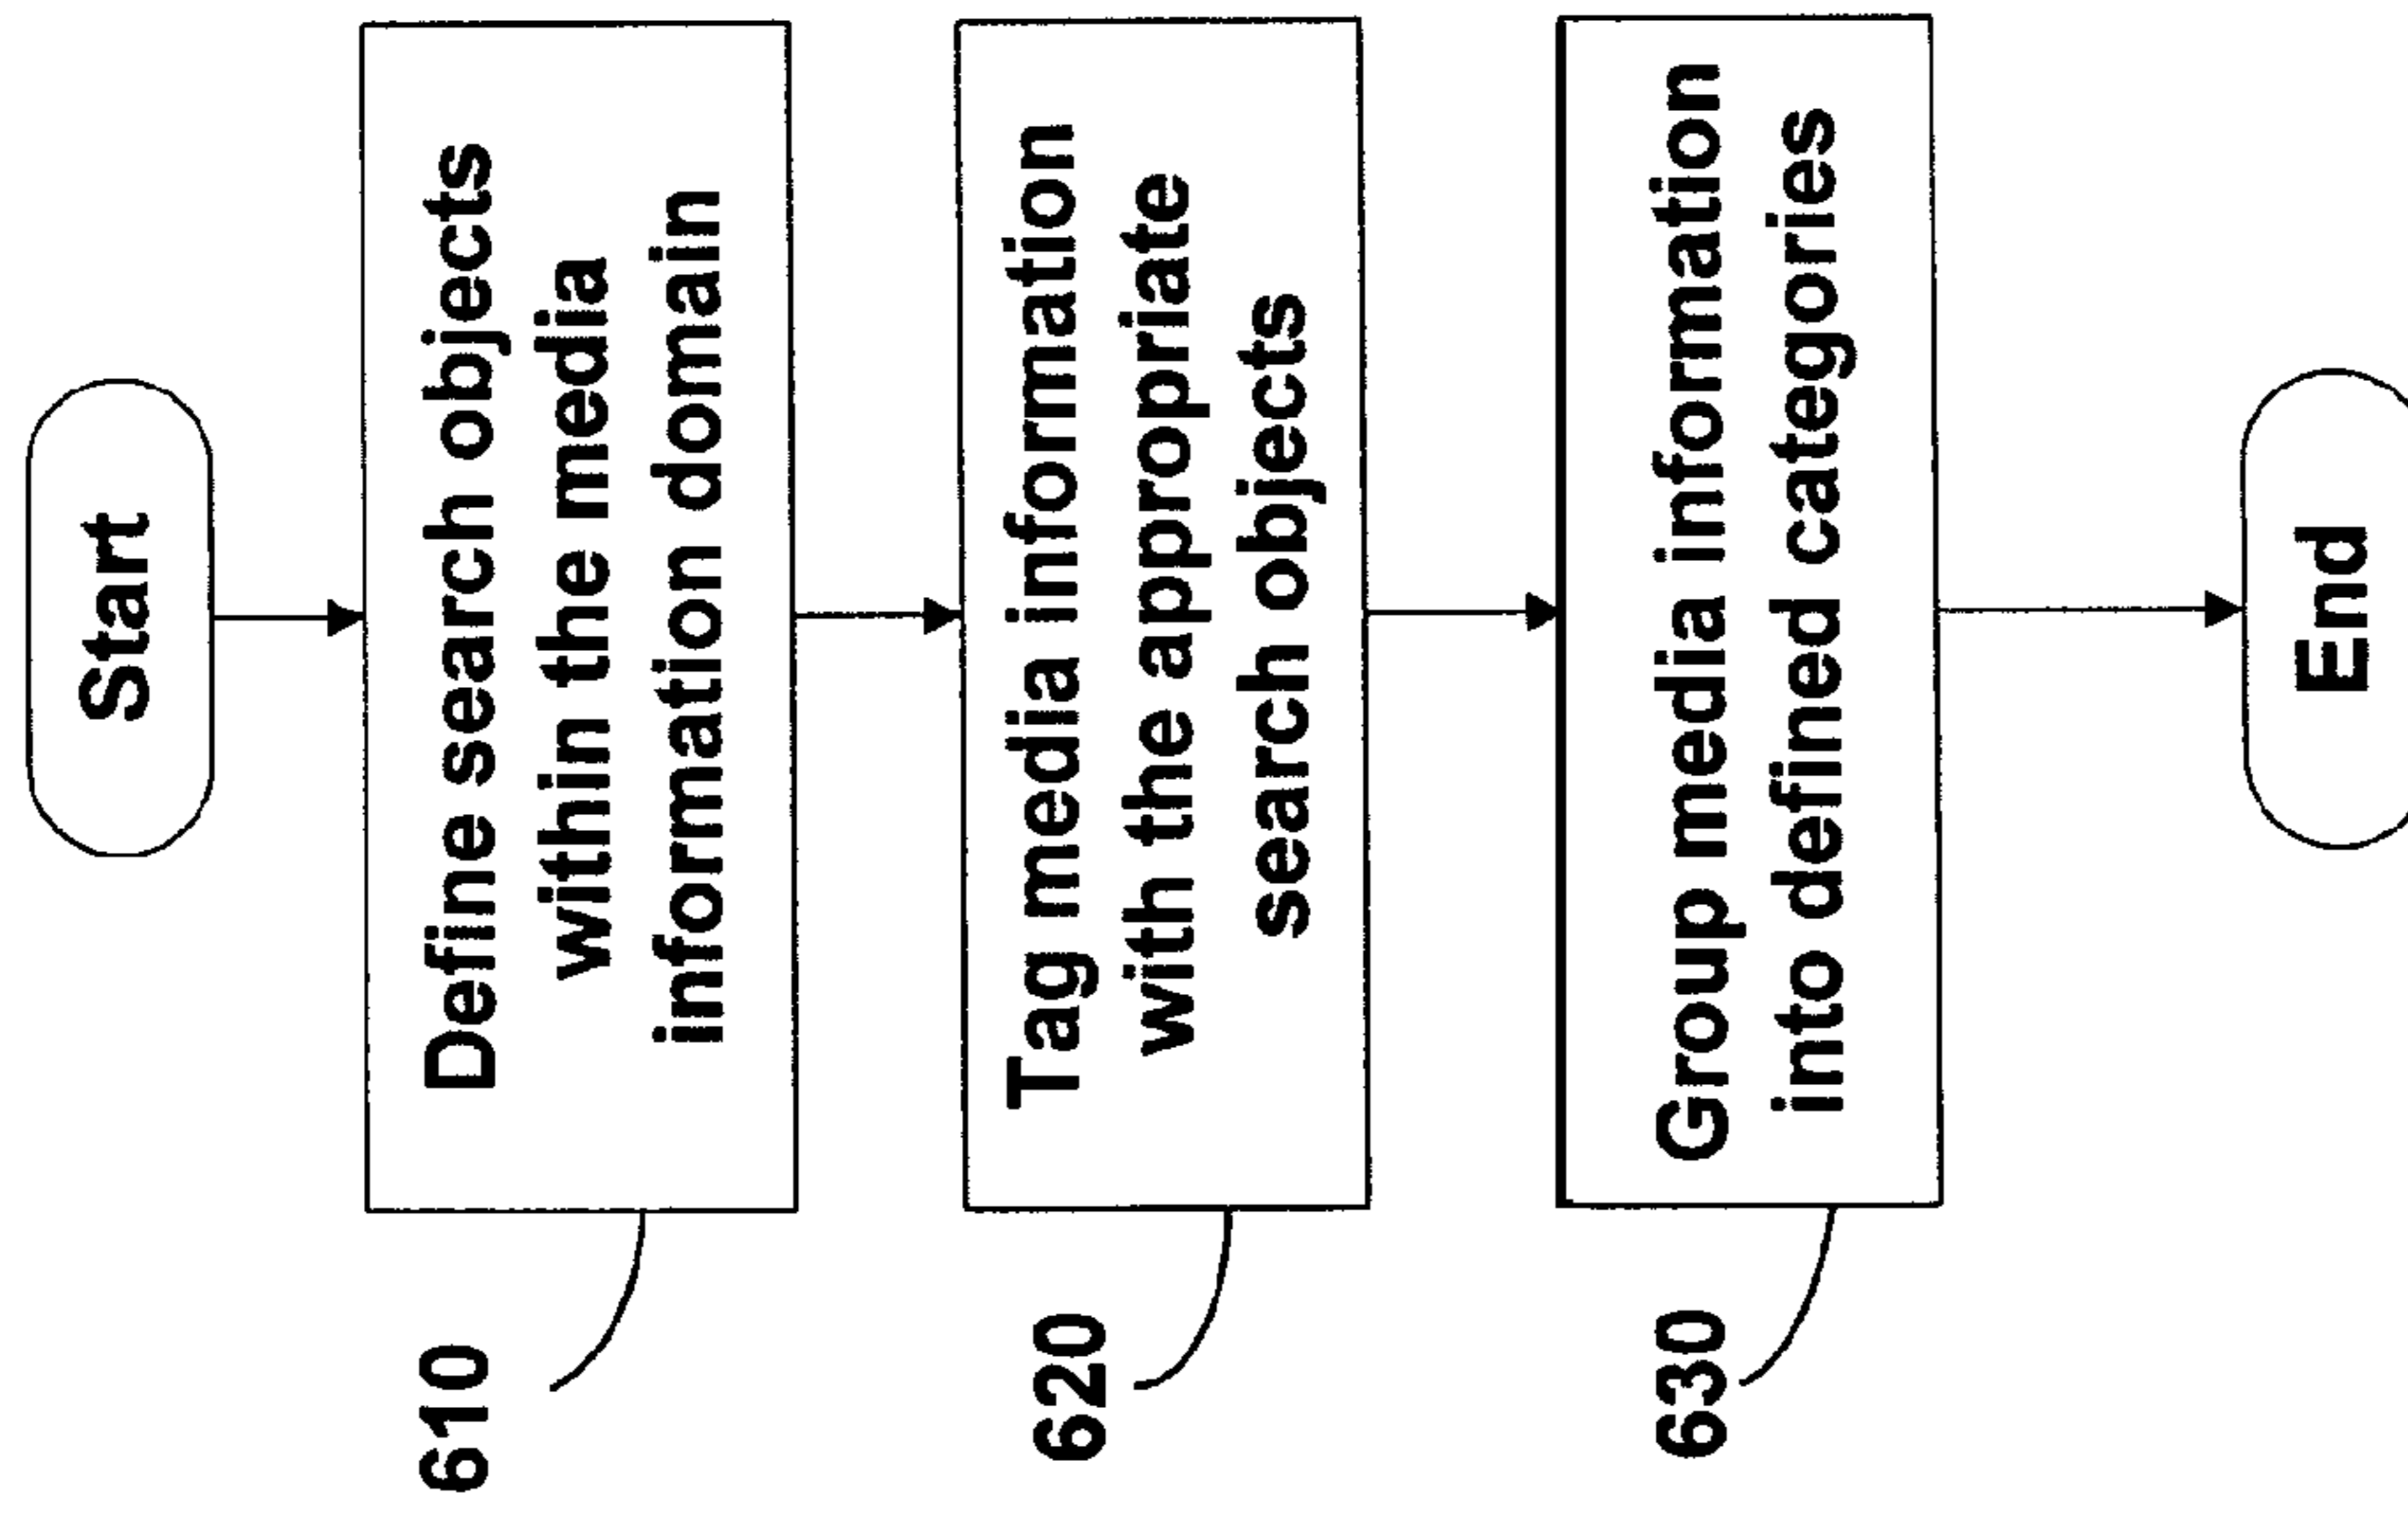 Start
610
Define search objects
within the media
information domain
620
Tag media information
with the appropriate
search objects
630
Group media information
into defined categories
End